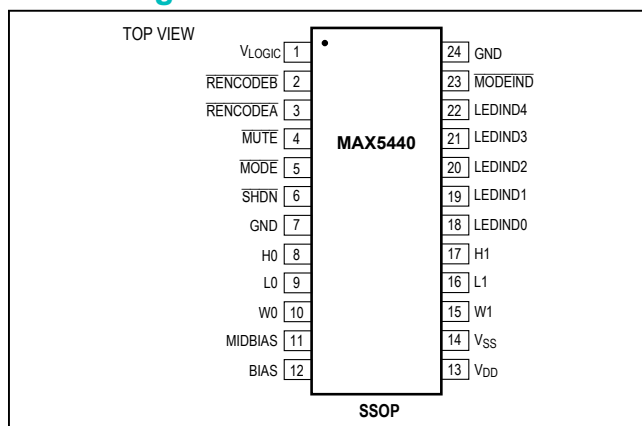 TOP VIEW
VLOGIC 1
RENCODEB 2
RENCODEA 3
MUTE 4
MODE 5
SHDN 6
GND 7
H0 8
L0 9
W0 10
MIDBIAS 11
BIAS 12
MAX5440
24 GND
23 MODEIND
22 LEDIND4
21 LEDIND3
20 LEDIND2
19 LEDIND1
18 LEDIND0
17 H1
16 L1
15 W1
14 VSS
13 VDD
SSOP